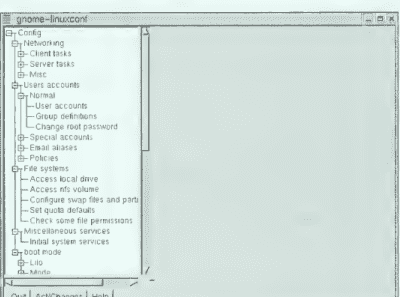 gnome-linuxconf
Config
Networking
Client tasks
Server tasks
Misc
Users accounts
Normal
User accounts
Group definitions
Change root password
Special accounts
Email aliases
Policies
File systems
Access local drive
Access nfs volume
Configure swap files and parti
Set quota defaults
Check some file permissions
Miscellaneous services
Initial system services
boot mode
Lilo
Mode
Quit Act/Changes Help